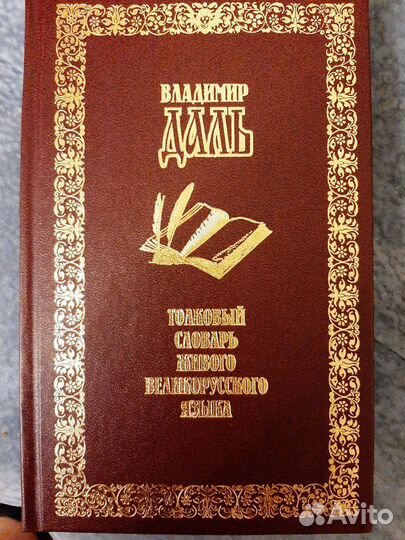 ВЛАДИМИР
ДАЛЬ
ТОЛКОВЫЙ
СЛОВАРЬ
ЖИВОГО
ВЕЛИКОРУССКОГО
ЯЗЫКА
Avito